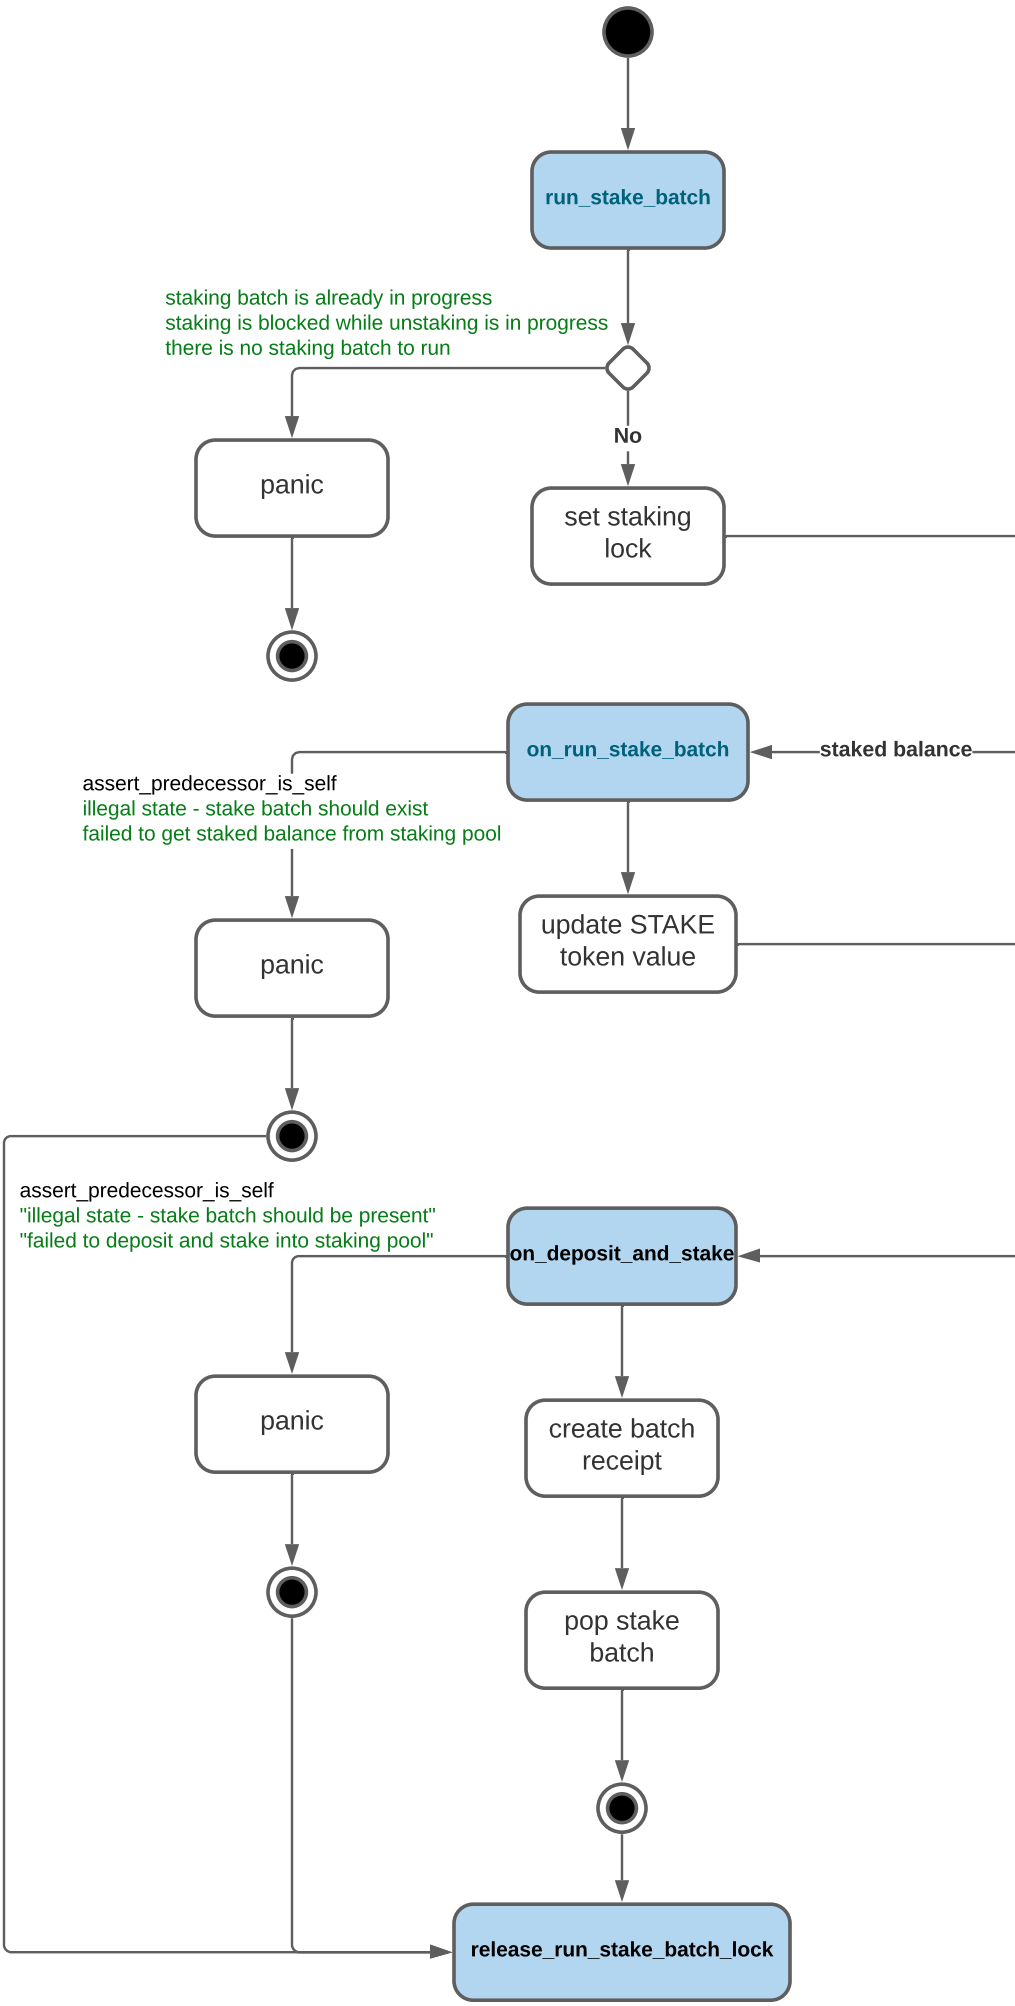 run_stake_batch
staking batch is already in progress
staking is blocked while unstaking is in progress
there is no staking batch to run
No
panic
set staking
lock
on_run_stake_batch
staked balance
assert_predecessor_is_self
illegal state - stake batch should exist
failed to get staked balance from staking pool
update STAKE
token value
panic
assert_predecessor_is_self
"illegal state - stake batch should be present"
"failed to deposit and stake into staking pool"
on_deposit_and_stake
panic
create batch
receipt
pop stake
batch
release_run_stake_batch_lock